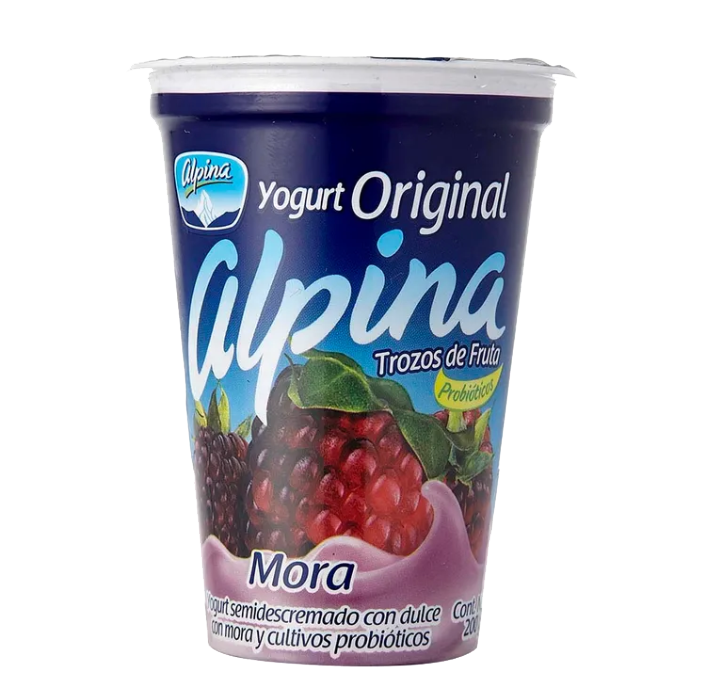 alpina
Yogurt Original
alpina
Trozos de Fruta
Probióticos
Mora
Yogurt semidescremado con dulce
con mora y cultivos probióticos
Cont.
200